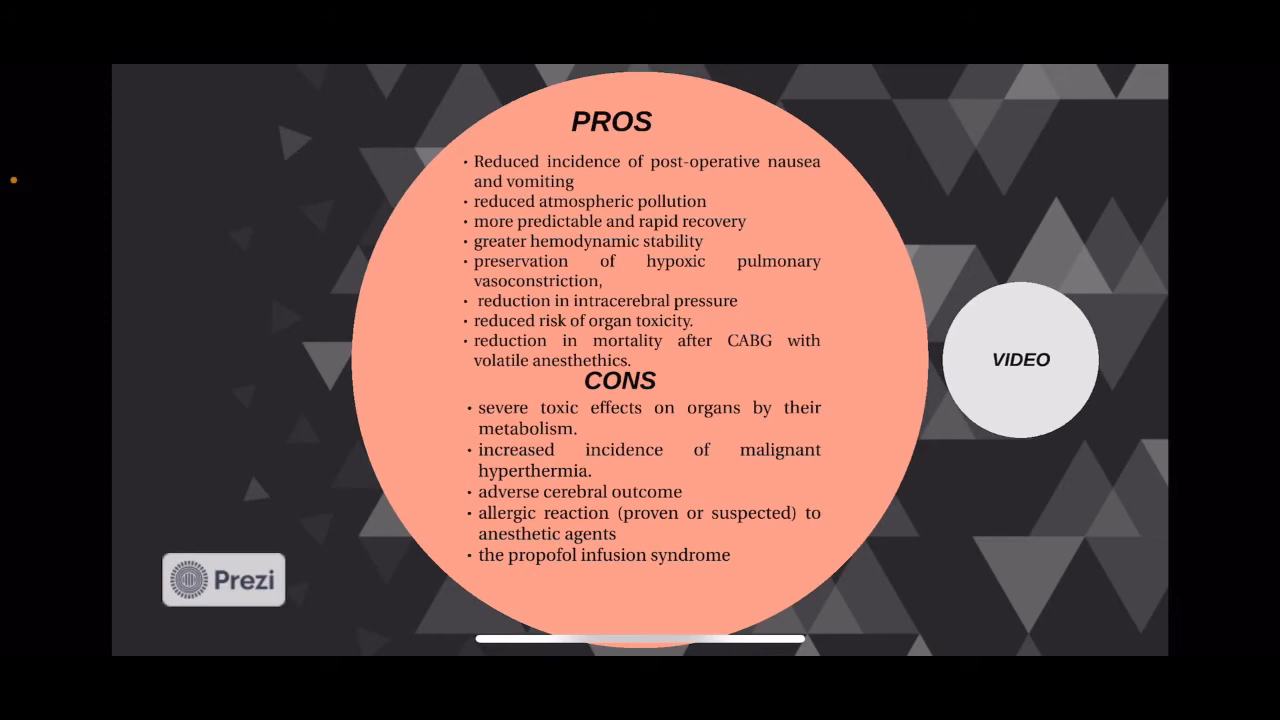 PROS
• Reduced incidence of post-operative nausea
and vomiting
• reduced atmospheric pollution
• more predictable and rapid recovery
• greater hemodynamic stability
• preservation of hypoxic pulmonary
vasoconstriction,
• reduction in intracerebral pressure
• reduced risk of organ toxicity.
• reduction in mortality after CABG with
volatile anesthethics.
CONS
• severe toxic effects on organs by their
metabolism.
• increased incidence of malignant
hyperthermia.
• adverse cerebral outcome
• allergic reaction (proven or suspected) to
anesthetic agents
• the propofol infusion syndrome
VIDEO
Prezi